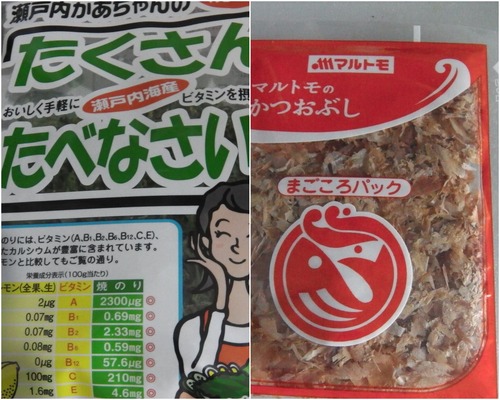 瀬戸内かあちゃんの
たくさん
おいしく手軽に
瀬戸内海産
ビタミンを摂
たべなさい
のりには、ビタミン(A,B1,B2,B6,B12,C,E)、
たカルシウムが豊富に含まれています。
モンと比較してもご覧の通り。
栄養成分表示(100g当たり)
モン(全果、生) ビタミン 焼のり
2μg A 2300μg ◎
0.07mg B1 0.69mg ◎
0.07mg B2 2.33mg ◎
0.08mg B6 0.59mg ◎
0μg B12 57.6μg ◎
100mg C 210mg ◎
1.6mg E 4.6mg ◎
マルトモ
マルトモの
かつおぶし
まごころパック